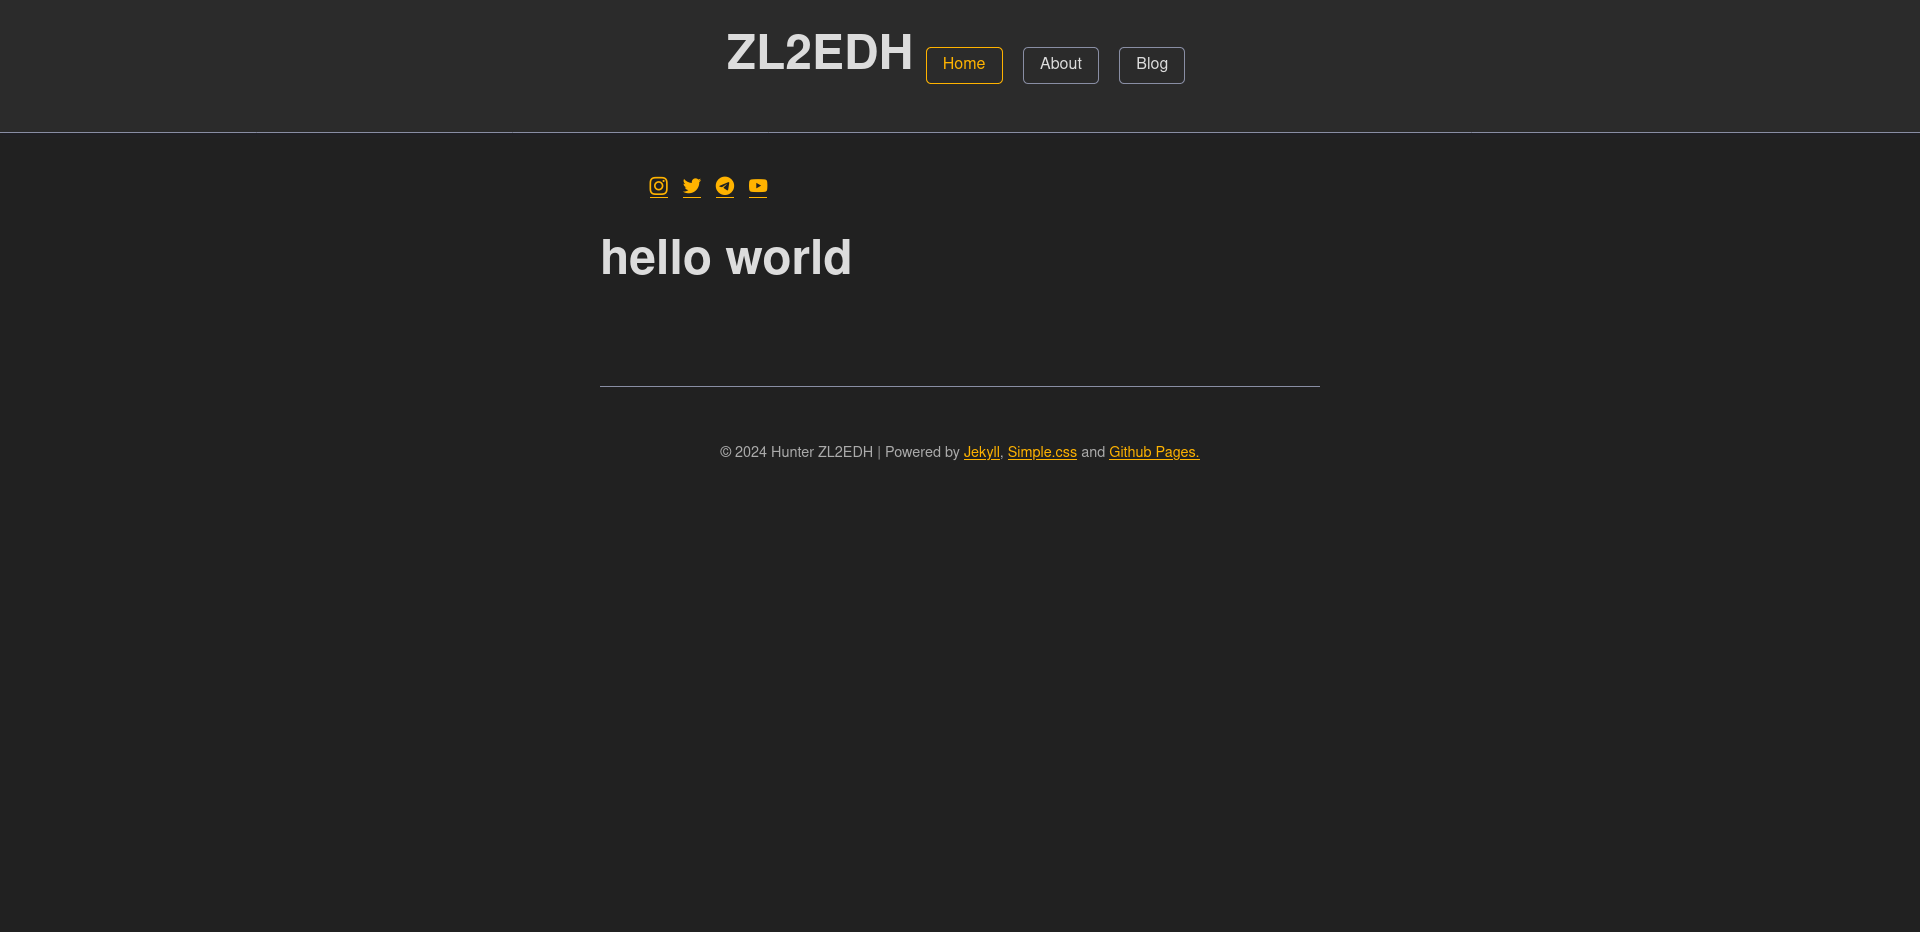 ZL2EDH Home About Blog
hello world
© 2024 Hunter ZL2EDH | Powered by Jekyll, Simple.css and Github Pages.